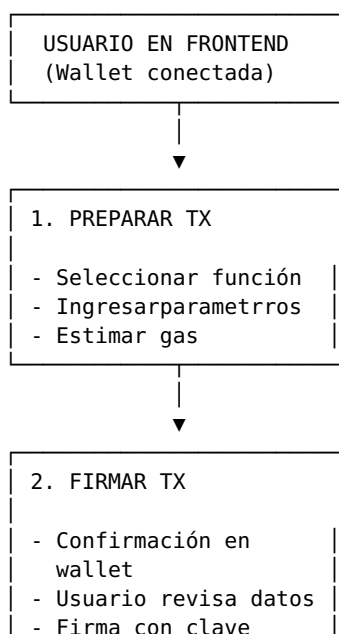 USUARIO EN FRONTEND
(Wallet conectada)
1. PREPARAR TX
- Seleccionar función
- Ingresarparametrros
- Estimar gas
2. FIRMAR TX
- Confirmación en
wallet
- Usuario revisa datos
- Firma con clave